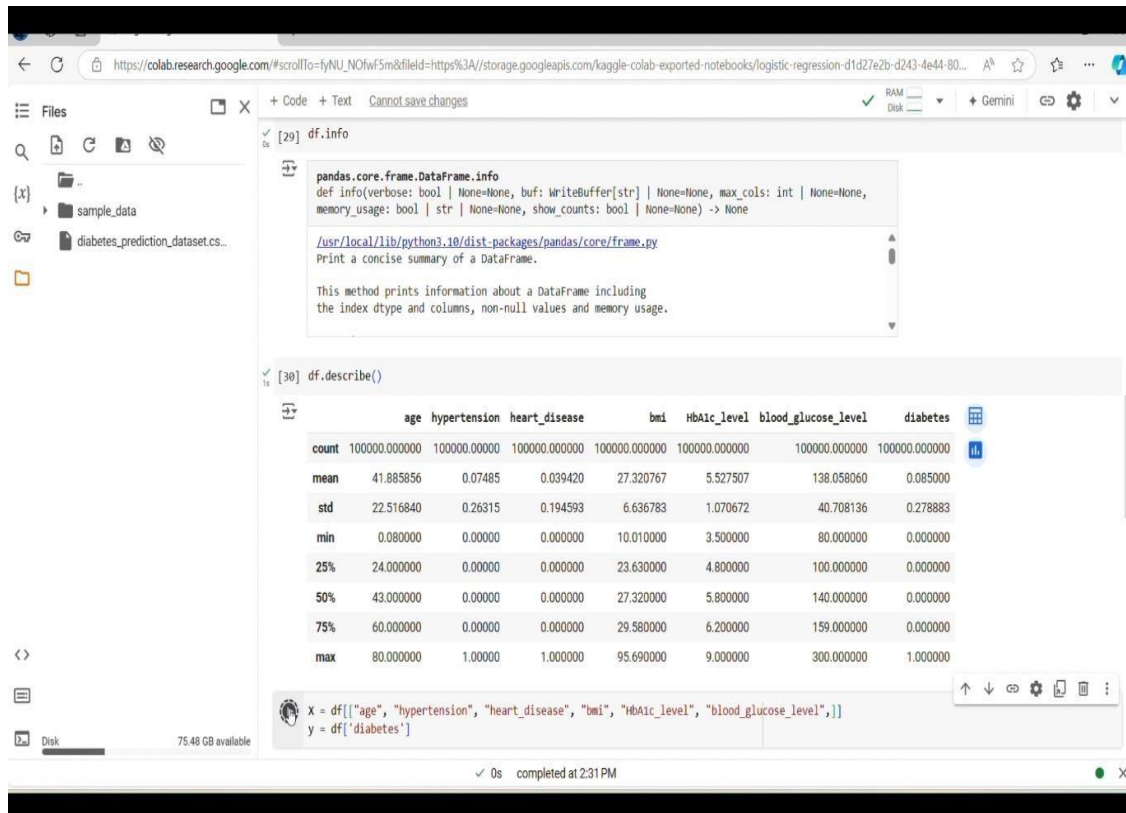 https://colab.research.google.com/#scrollTo=fyNU_NOfwF5m&fileId=https%3A//storage.googleapis.com/kaggle-colab-exported-notebooks/logistic-regression-d1d27e2b-d243-4e44-80...
Files
+ Code + Text Cannot save changes
RAM
Disk
Gemini
..
sample_data
diabetes_prediction_dataset.cs...
{x}
[29] df.info
0s
pandas.core.frame.DataFrame.info
def info(verbose: bool | None=None, buf: WriteBuffer[str] | None=None, max_cols: int | None=None,
memory_usage: bool | str | None=None, show_counts: bool | None=None) -> None
/usr/local/lib/python3.10/dist-packages/pandas/core/frame.py
Print a concise summary of a DataFrame.
This method prints information about a DataFrame including
the index dtype and columns, non-null values and memory usage.
[30] df.describe()
1s
age hypertension heart_disease bmi HbA1c_level blood_glucose_level diabetes
count 100000.000000 100000.00000 100000.000000 100000.000000 100000.000000 100000.000000 100000.000000
mean 41.885856 0.07485 0.039420 27.320767 5.527507 138.058060 0.085000
std 22.516840 0.26315 0.194593 6.636783 1.070672 40.708136 0.278883
min 0.080000 0.00000 0.000000 10.010000 3.500000 80.000000 0.000000
25% 24.000000 0.00000 0.000000 23.630000 4.800000 100.000000 0.000000
50% 43.000000 0.00000 0.000000 27.320000 5.800000 140.000000 0.000000
75% 60.000000 0.00000 0.000000 29.580000 6.200000 159.000000 0.000000
max 80.000000 1.00000 1.000000 95.690000 9.000000 300.000000 1.000000
X = df[["age", "hypertension", "heart_disease", "bmi", "HbA1c_level", "blood_glucose_level",]]
y = df['diabetes']
Disk 75.48 GB available
0s completed at 2:31 PM